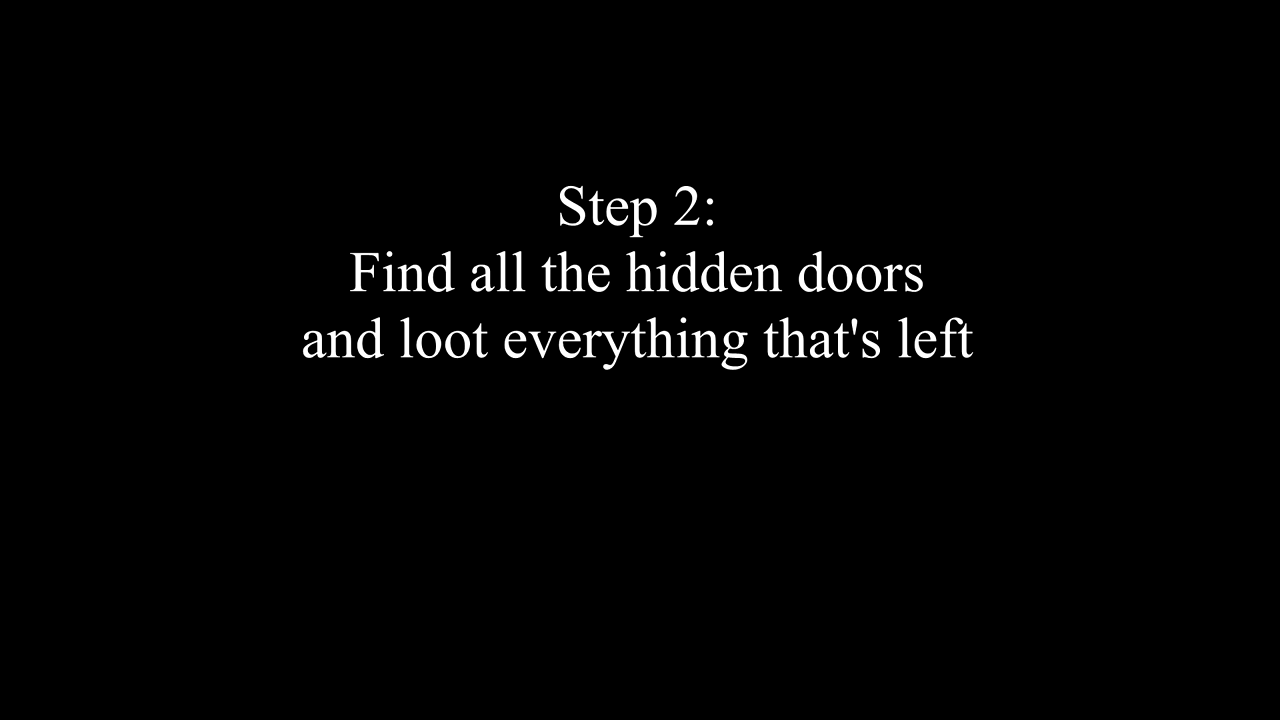 Step 2:
Find all the hidden doors
and loot everything that's left